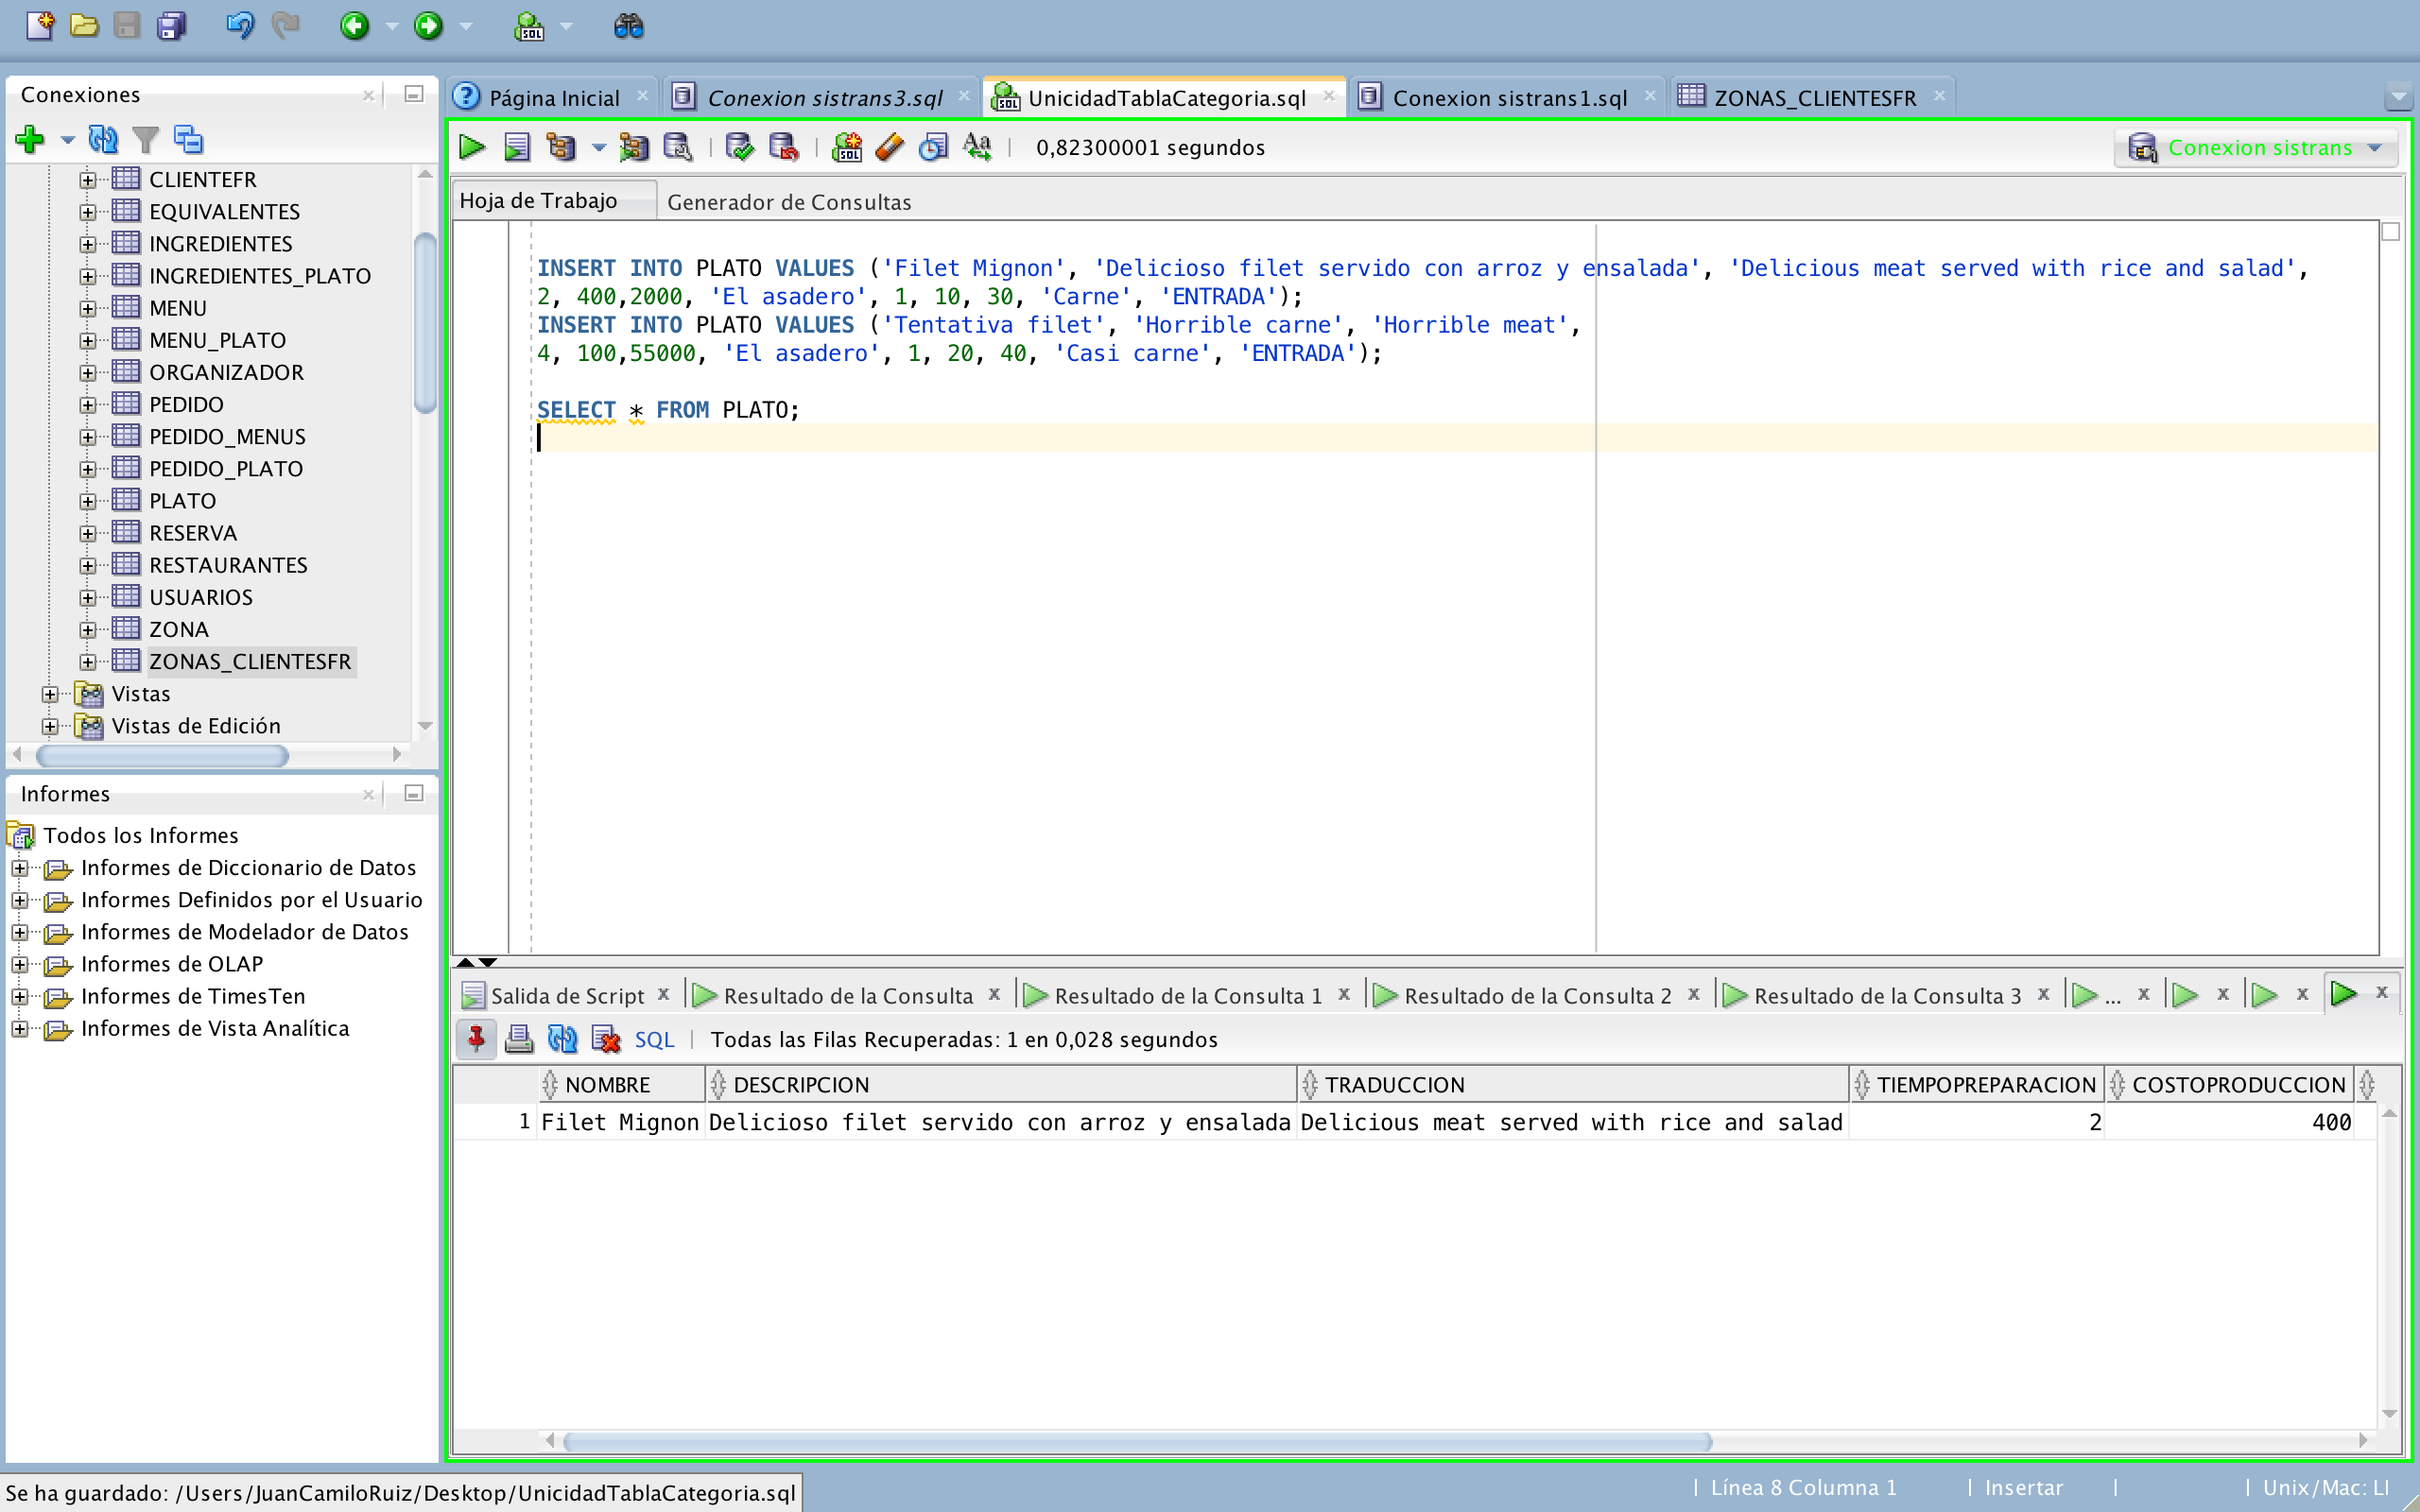 Conexiones
CLIENTEFR
EQUIVALENTES
INGREDIENTES
INGREDIENTES_PLATO
MENU
MENU_PLATO
ORGANIZADOR
PEDIDO
PEDIDO_MENUS
PEDIDO_PLATO
PLATO
RESERVA
RESTAURANTES
USUARIOS
ZONA
ZONAS_CLIENTESFR
Vistas
Vistas de Edición
Informes
Todos los Informes
Informes de Diccionario de Datos
Informes Definidos por el Usuario
Informes de Modelador de Datos
Informes de OLAP
Informes de TimesTen
Informes de Vista Analítica
Página Inicial Conexion sistrans3.sql UnicidadTablaCategoria.sql Conexion sistrans1.sql ZONAS_CLIENTESFR
0,82300001 segundos Conexion sistrans
Hoja de Trabajo Generador de Consultas
INSERT INTO PLATO VALUES ('Filet Mignon', 'Delicioso filet servido con arroz y ensalada', 'Delicious meat served with rice and salad',
2, 400,2000, 'El asadero', 1, 10, 30, 'Carne', 'ENTRADA');
INSERT INTO PLATO VALUES ('Tentativa filet', 'Horrible carne', 'Horrible meat',
4, 100,55000, 'El asadero', 1, 20, 40, 'Casi carne', 'ENTRADA');
SELECT * FROM PLATO;
Salida de Script x Resultado de la Consulta x Resultado de la Consulta 1 x Resultado de la Consulta 2 x Resultado de la Consulta 3 x ... x x x x
SQL Todas las Filas Recuperadas: 1 en 0,028 segundos
NOMBRE DESCRIPCION TRADUCCION TIEMPOPREPARACION COSTOPRODUCCION
1 Filet Mignon Delicioso filet servido con arroz y ensalada Delicious meat served with rice and salad 2 400
Se ha guardado: /Users/JuanCamiloRuiz/Desktop/UnicidadTablaCategoria.sql
Línea 8 Columna 1 Insertar Unix/Mac: LF